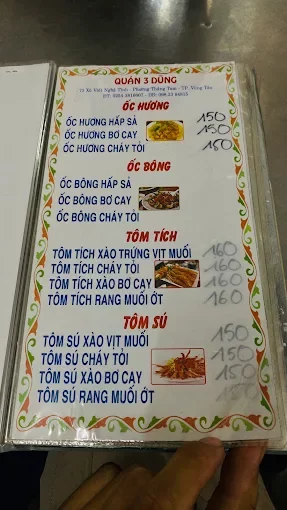 QUÁN 3 DŨNG
ỐC HƯƠNG
ỐC HƯƠNG HẤP SẢ 150
ỐC HƯƠNG BƠ CAY 150
ỐC HƯƠNG CHÁY TỎI 150
ỐC BÔNG
ỐC BÔNG HẤP SẢ
ỐC BÔNG BƠ CAY
ỐC BÔNG CHÁY TỎI
TÔM TÍCH
TÔM TÍCH XÀO TRỨNG VỊT MUỐI 160
TÔM TÍCH CHÁY TỎI 160
TÔM TÍCH XÀO BƠ CAY 160
TÔM TÍCH RANG MUỐI ỚT 160
TÔM SÚ
TÔM SÚ XÀO VỊT MUỐI 150
TÔM SÚ CHÁY TỎI 150
TÔM SÚ XÀO BƠ CAY 150
TÔM SÚ RANG MUỐI ỚT 150